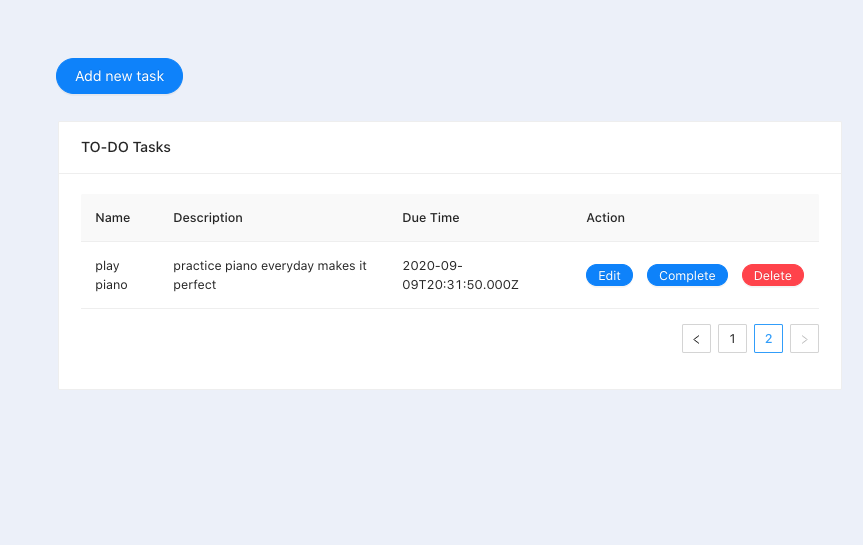 Add new task
TO-DO Tasks
Name Description Due Time Action
play piano practice piano everyday makes it perfect 2020-09-09T20:31:50.000Z Edit Complete Delete
< 1 2 >